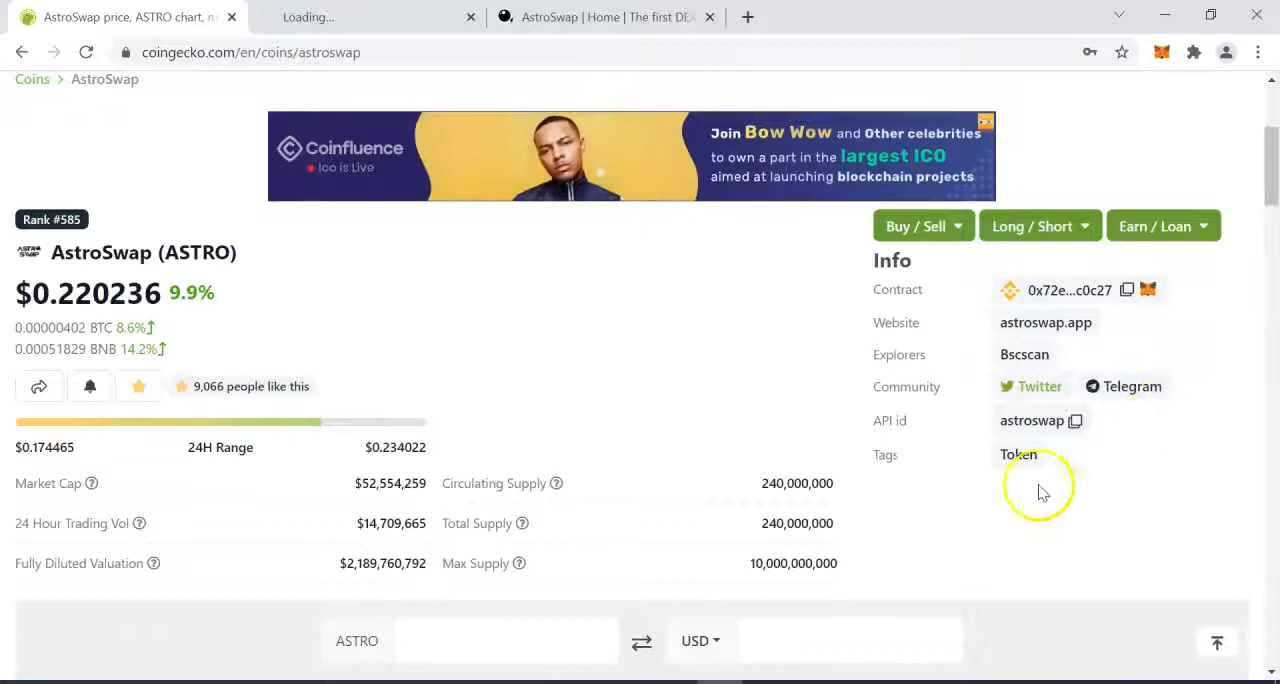 AstroSwap price, ASTRO chart, m
Loading...
AstroSwap | Home | The first DEX
coingecko.com/en/coins/astroswap
Coins > AstroSwap
Coinfluence
Ico is Live
Join Bow Wow and Other celebrities
to own a part in the largest ICO
aimed at launching blockchain projects
Rank #585
AstroSwap (ASTRO)
$0.220236 9.9%
0.00000402 BTC 8.6%
0.00051829 BNB 14.2%
9,066 people like this
$0.174465 24H Range $0.234022
Market Cap $52,554,259
24 Hour Trading Vol $14,709,665
Fully Diluted Valuation $2,189,760,792
Circulating Supply 240,000,000
Total Supply 240,000,000
Max Supply 10,000,000,000
Buy / Sell Long / Short Earn / Loan
Info
Contract 0x72e...c0c27
Website astroswap.app
Explorers Bscscan
Community Twitter Telegram
API id astroswap
Tags Token
ASTRO USD